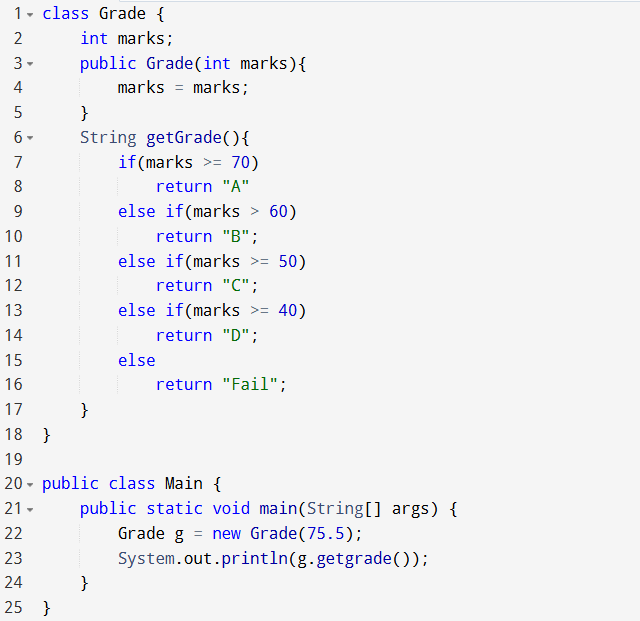 1 class Grade {
2     int marks;
3     public Grade(int marks){
4         marks = marks;
5     }
6     String getGrade(){
7         if(marks >= 70)
8             return "A"
9         else if(marks > 60)
10             return "B";
11         else if(marks >= 50)
12             return "C";
13         else if(marks >= 40)
14             return "D";
15         else
16             return "Fail";
17     }
18 }
19
20 public class Main {
21     public static void main(String[] args) {
22         Grade g = new Grade(75.5);
23         System.out.println(g.getgrade());
24     }
25 }